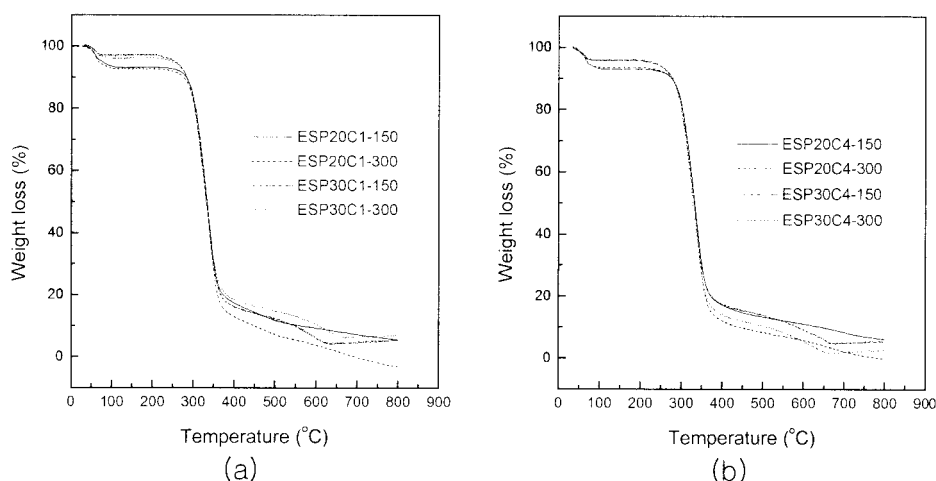 100
80
60
40
20
0
Weight loss (%)
ESP20C1-150
ESP20C1-300
ESP30C1-150
ESP30C1-300
0 100 200 300 400 500 600 700 800 900
Temperature (°C)
(a)
100
80
60
40
20
0
Weight loss (%)
ESP20C4-150
ESP20C4-300
ESP30C4-150
ESP30C4-300
0 100 200 300 400 500 600 700 800 900
Temperature (°C)
(b)